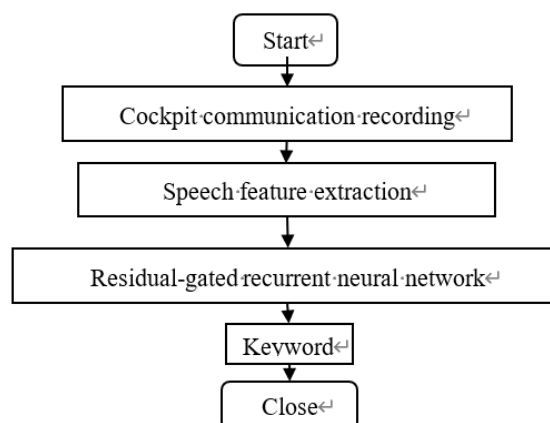 Start
Cockpit communication recording
Speech feature extraction
Residual-gated recurrent neural network
Keyword
Close